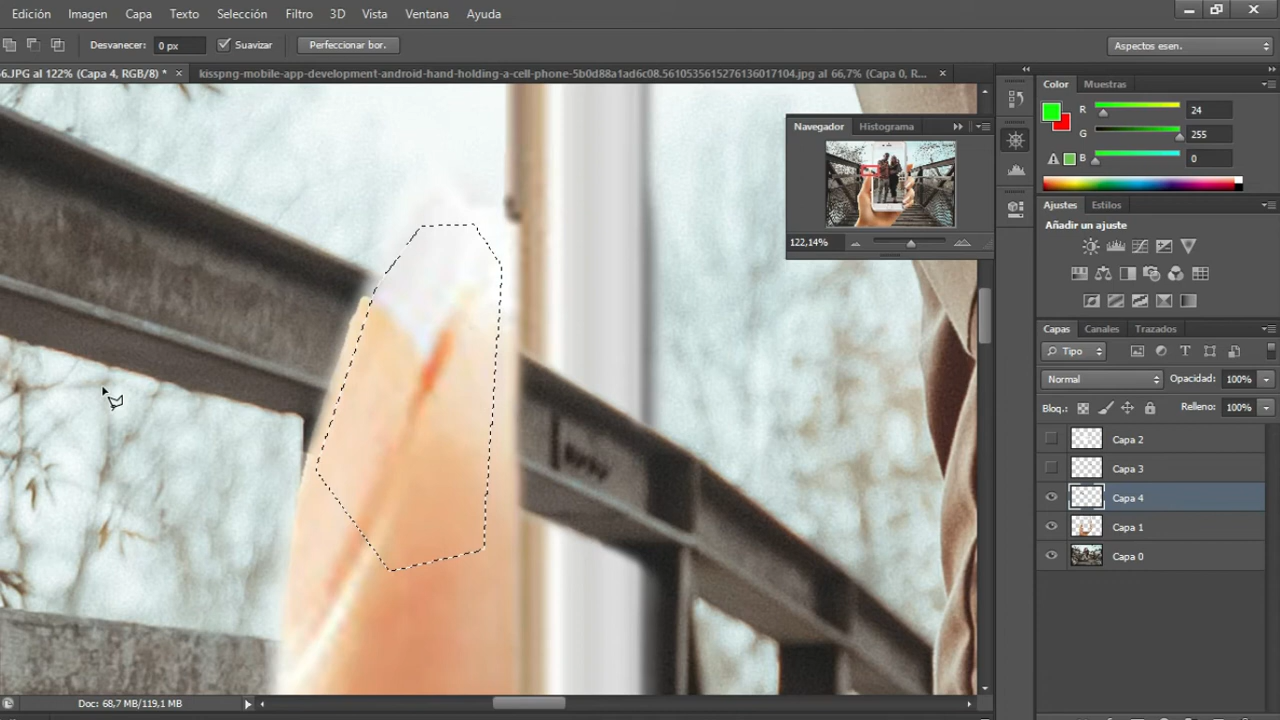 Edición Imagen Capa Texto Selección Filtro 3D Vista Ventana Ayuda
Desvanecer: 0 px Suavizar Perfeccionar bor. Aspectos esen.
6.JPG al 122% (Capa 4, RGB/8) * × kisspng-mobile-app-development-android-hand-holding-a-cell-phone-5b0d88a1ad6c08.5610535615276136017104.jpg al 66,7% (Capa 0, R... ×
Navegador Histograma
122,14%
Color Muestras
R 24
G 255
B 0
Ajustes Estilos
Añadir un ajuste
Capas Canales Trazados
Tipo
Normal Opacidad: 100%
Bloq.: Relleno: 100%
Capa 2
Capa 3
Capa 4
Capa 1
Capa 0
Doc: 68,7 MB/119,1 MB